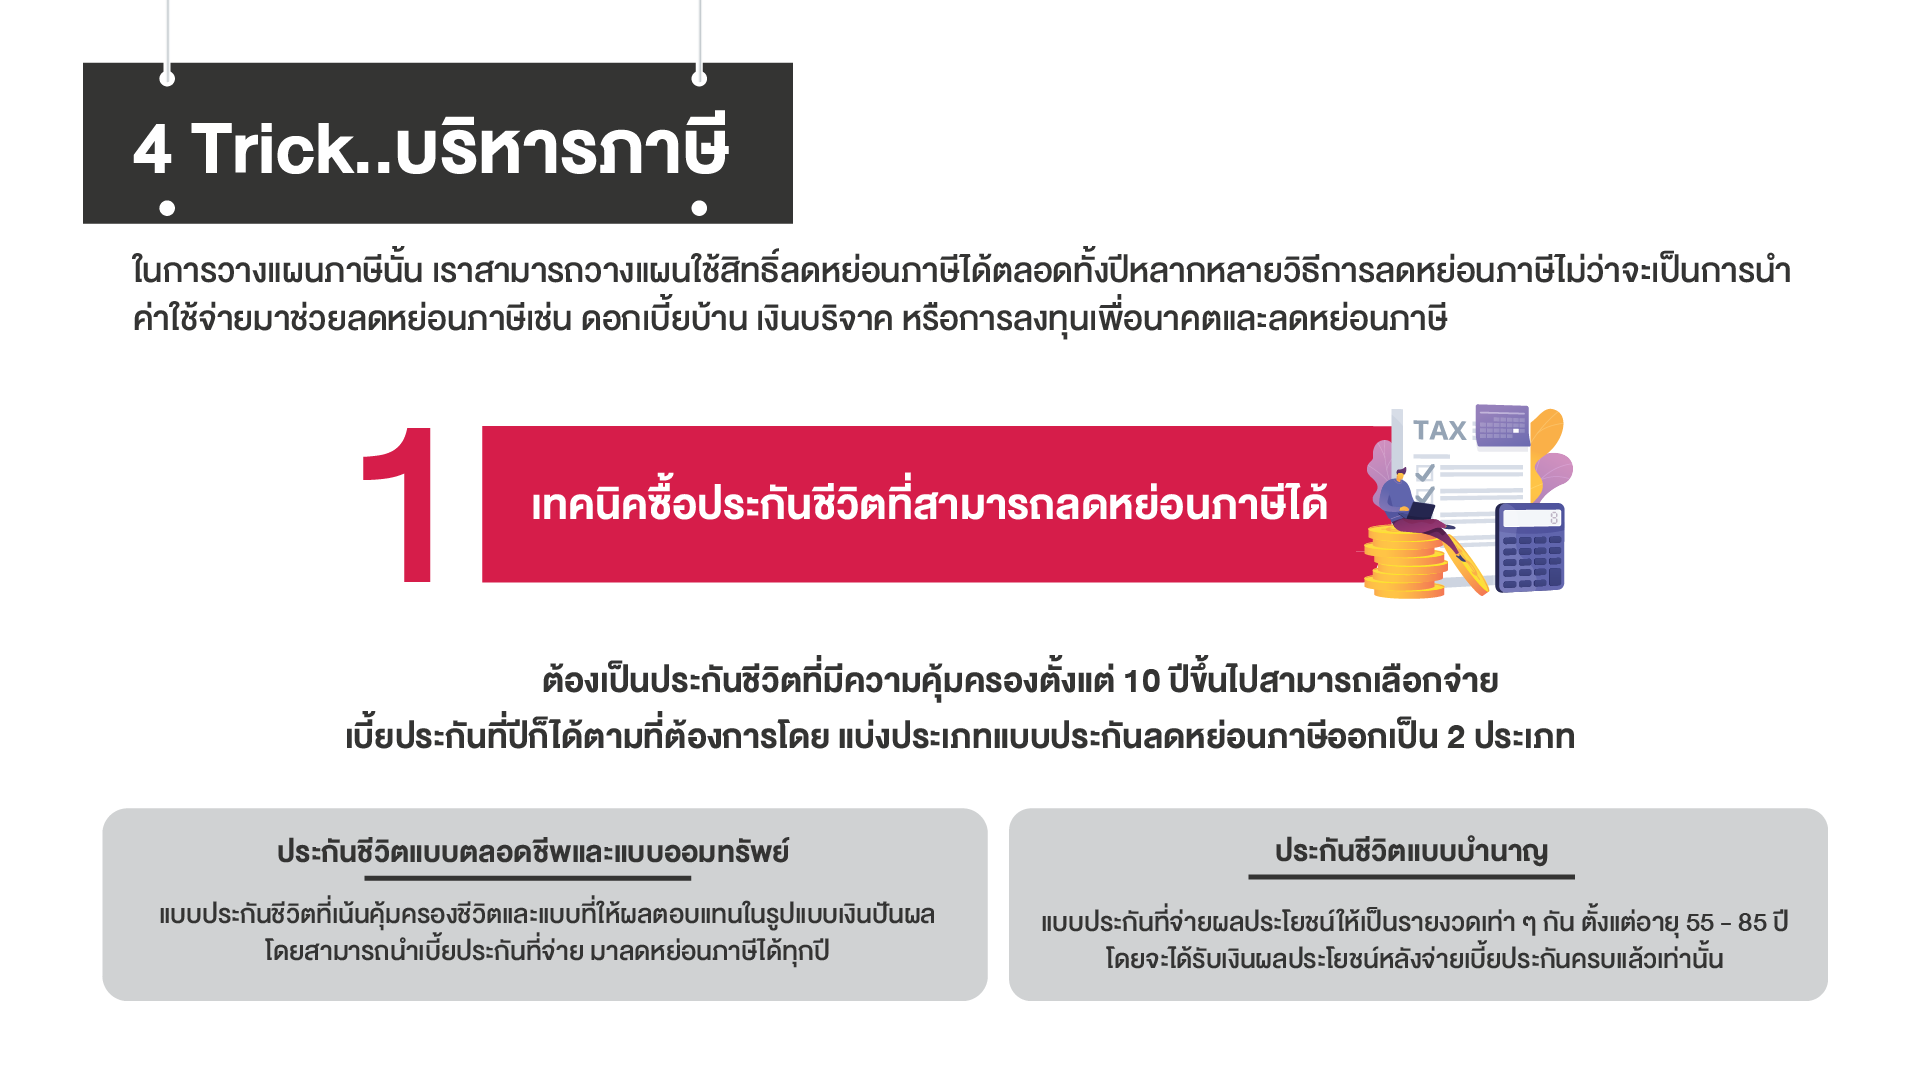 4 Trick..บริหารภาษี
ในการวางแผนภาษีนั้น เราสามารถวางแผนใช้สิทธิ์ลดหย่อนภาษีได้ตลอดทั้งปีหลากหลายวิธีการลดหย่อนภาษีไม่ว่าจะเป็นการนำ
ค่าใช้จ่ายมาช่วยลดหย่อนภาษีเช่น ดอกเบี้ยบ้าน เงินบริจาค หรือการลงทุนเพื่อนาคตและลดหย่อนภาษี
TAX
1
เทคนิคซื้อประกันชีวิตที่สามารถลดหย่อนภาษีได้
8
ต้องเป็นประกันชีวิตที่มีความคุ้มครองตั้งแต่ 10 ปีขึ้นไปสามารถเลือกจ่าย
เบี้ยประกันที่ปีก็ได้ตามที่ต้องการโดย แบ่งประเภทแบบประกันลดหย่อนภาษีออกเป็น 2 ประเภท
ประกันชีวิตแบบตลอดชีพและแบบออมทรัพย์
แบบประกันชีวิตที่เน้นคุ้มครองชีวิตและแบบที่ให้ผลตอบแทนในรูปแบบเงินปันผล
โดยสามารถนำเบี้ยประกันที่จ่าย มาลดหย่อนภาษีได้ทุกปี
ประกันชีวิตแบบบำนาญ
แบบประกันที่จ่ายผลประโยชน์ให้เป็นรายงวดเท่า ๆ กัน ตั้งแต่อายุ 55 - 85 ปี
โดยจะได้รับเงินผลประโยชน์หลังจ่ายเบี้ยประกันครบแล้วเท่านั้น